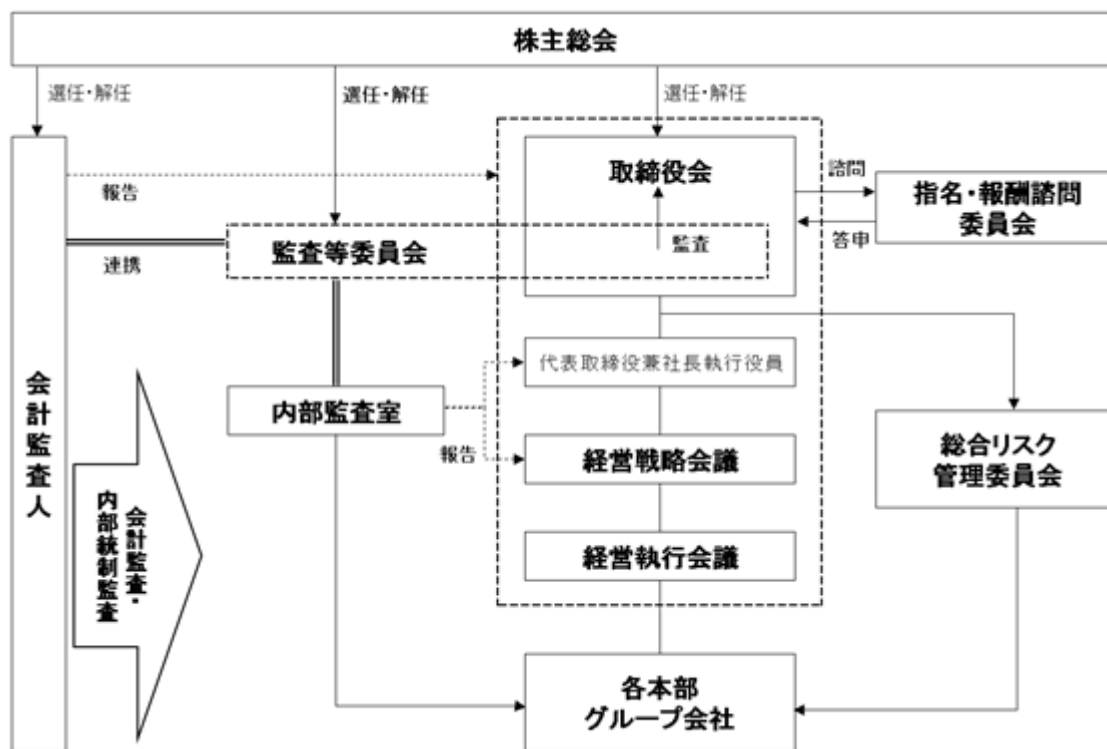 株主総会
選任・解任
選任・解任
選任・解任
取締役会
諮問
報告
指名・報酬諮問
委員会
監査等委員会
監査
答申
連携
代表取締役兼社長執行役員
会計監査人
内部監査室
報告
経営戦略会議
総合リスク
管理委員会
会計監査・
内部統制監査
経営執行会議
各本部
グループ会社